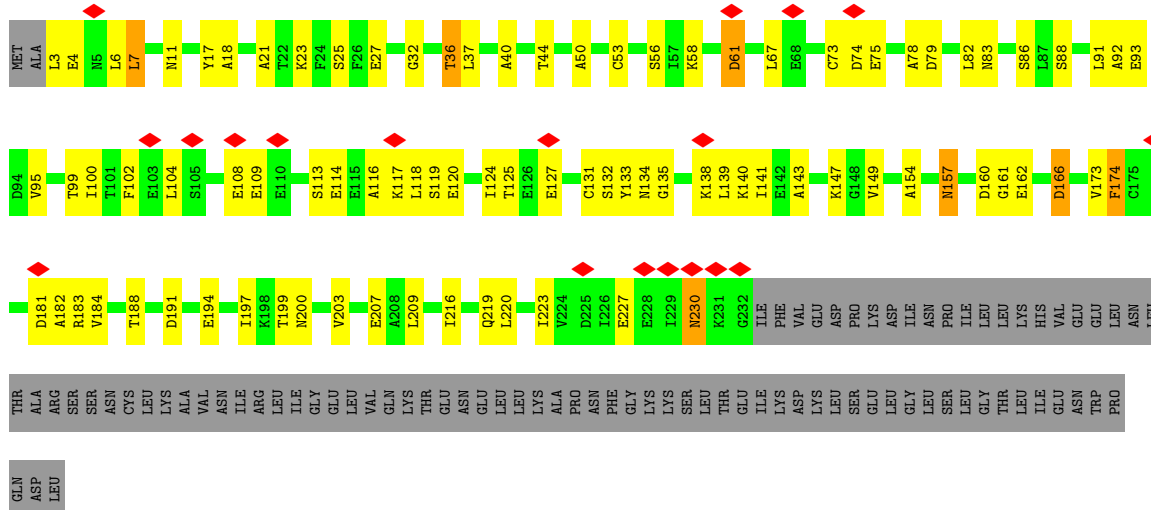 MET ALA L3 E4 N5 L6 L7 N11 Y17 A18 A21 T22 K23 F24 S25 F26 E27 G32 T36 L37 A40 T44 A50 C53 S56 I57 K58 D61 L67 E68 C73 D74 E75 A78 D79 L82 N83 S86 L87 S88 L91 A92 E93
D94 V95 T99 I100 T101 F102 E103 L104 S105 E108 E109 E110 S113 E114 E115 A116 K117 L118 S119 E120 I124 T125 E126 E127 C131 S132 Y133 N134 G135 K138 L139 K140 I141 E142 A143 K147 G148 V149 A154 N157 D160 G161 E162 D166 V173 F174 C175
D181 A182 R183 V184 T188 D191 E194 I197 K198 T199 N200 V203 E207 A208 L209 I216 Q219 L220 I223 V224 D225 I226 E227 E228 I229 N230 K231 G232 ILE PHE VAL GLU ASP PRO LYS ASP ILE ASN PRO ILE LEU LEU LYS HIS VAL GLU GLU LEU ASN
THR ALA ARG SER SER ASN CYS LEU LYS ALA VAL ASN ILE ARG LEU ILE GLY GLU LEU VAL GLN LYS THR GLU ASN GLU LEU LEU LYS ALA PRO ASN PHE GLY LYS LYS SER LEU THR GLU ILE LYS ASP LYS LEU SER GLU LEU GLY LEU SER LEU GLY THR LEU ILE GLU ASN TRP PRO
GLN ASP LEU